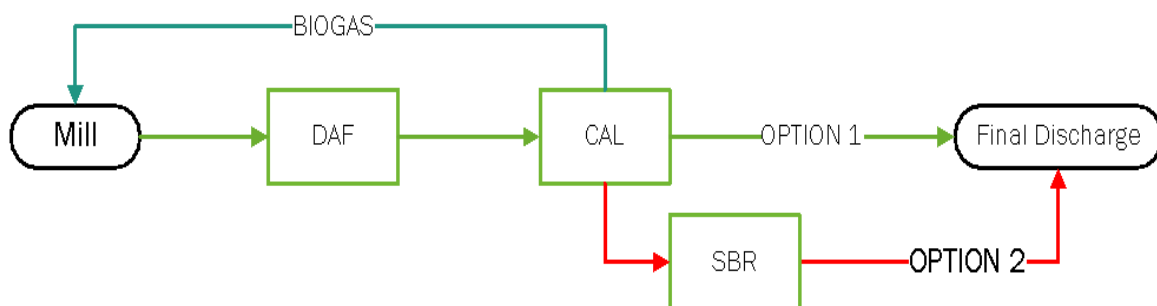 BIOGAS
Mill
DAF
CAL
OPTION 1
Final Discharge
SBR
OPTION 2